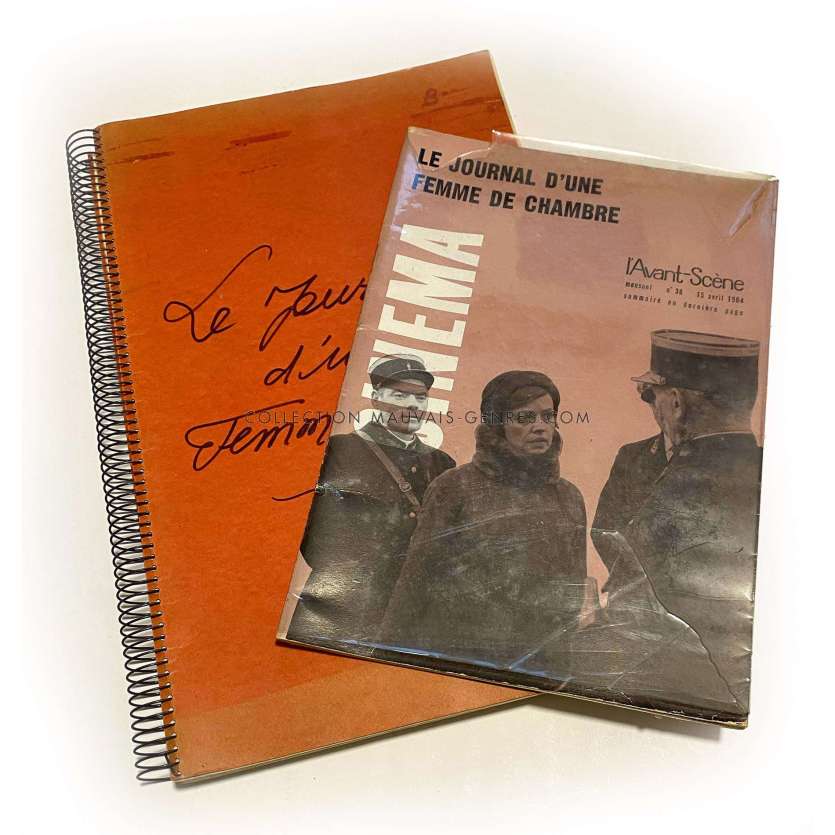 B
Le Jour
d'u
Femm
LE JOURNAL D'UNE
FEMME DE CHAMBRE
CINEMA
l'Avant-Scène
mensuel n° 36 15 avril 1964
sommaire en dernière page
COLLECTION MAUVAIS-GENRES.COM